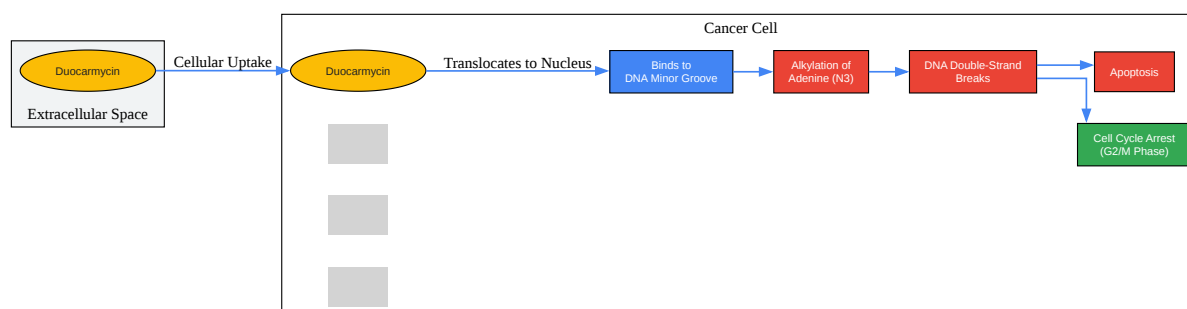 Cancer Cell
Duocarmycin
Extracellular Space
Cellular Uptake
Duocarmycin
Translocates to Nucleus
Binds to
DNA Minor Groove
Alkylation of
Adenine (N3)
DNA Double-Strand
Breaks
Apoptosis
Cell Cycle Arrest
(G2/M Phase)